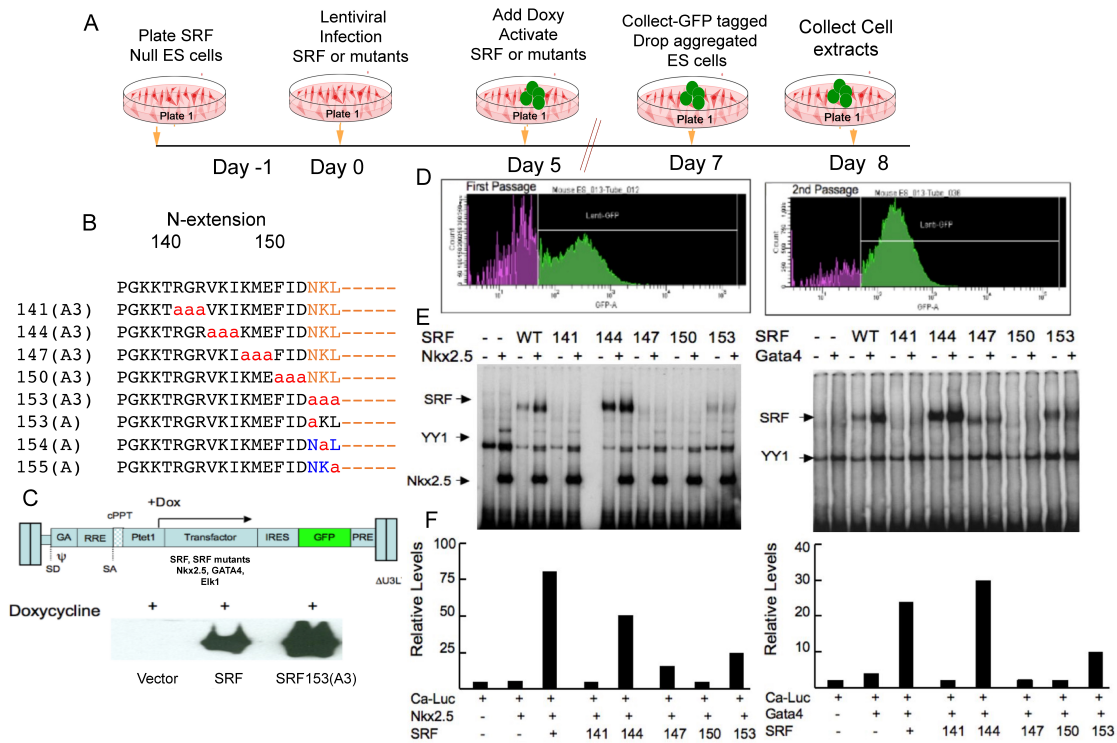 A
Plate SRF
Null ES cells
Lentiviral
Infection
SRF or mutants
Add Doxy
Activate
SRF or mutants
Collect-GFP tagged
Drop aggregated
ES cells
Collect Cell
extracts
Plate 1
Plate 1
Plate 1
Plate 1
Plate 1
Day -1
Day 0
Day 5
Day 7
Day 8
B
N-extension
140 150
PGKKTRGRVKIKMEFIDNKL-----
141(A3) PGKKTaaaVKIKMEFIDNKL-----
144(A3) PGKKTRGRaaaKMEFIDNKL-----
147(A3) PGKKTRGRVKIaaaFIDNKL-----
150(A3) PGKKTRGRVKIKMEaaaNKL-----
153(A3) PGKKTRGRVKIKMEFIDaaa-----
153(A) PGKKTRGRVKIKMEFIDaKL-----
154(A) PGKKTRGRVKIKMEFIDNaL-----
155(A) PGKKTRGRVKIKMEFIDNKa-----
C
+Dox
cPPT
GA RRE Ptet1 Transfactor IRES GFP PRE
ψ
SD SA
SRF, SRF mutants
Nkx2.5, GATA4,
Elk1
ΔU3L
Doxycycline + + +
Vector SRF SRF153(A3)
D
First Passage
Mouse ES_013-Tube_012
Lenti-GFP
Count
GFP-A
2nd Passage
Mouse ES_013-Tube_036
Lenti-GFP
Count
GFP-A
E
SRF - - WT 141 144 147 150 153
Nkx2.5 - + - + - + - + - + - + - +
SRF
YY1
Nkx2.5
SRF - - WT 141 144 147 150 153
Gata4 - + - + - + - + - + - + - +
SRF
YY1
F
Relative Levels
100
75
50
25
Ca-Luc + + + + + + + +
Nkx2.5 - + + + + + + +
SRF - - + 141 144 147 150 153
Relative Levels
40
30
20
10
0
Ca-Luc + + + + + + + +
Gata4 - + + + + + + +
SRF - - + 141 144 147 150 153